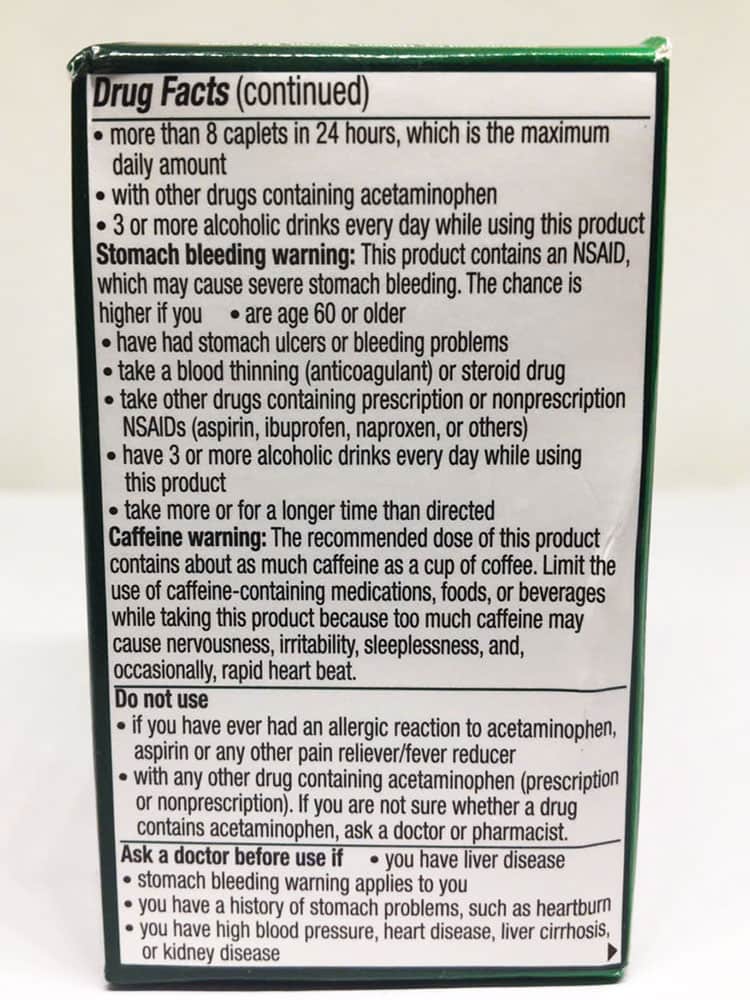 Drug Facts (continued)
• more than 8 caplets in 24 hours, which is the maximum
daily amount
• with other drugs containing acetaminophen
• 3 or more alcoholic drinks every day while using this product
Stomach bleeding warning: This product contains an NSAID,
which may cause severe stomach bleeding. The chance is
higher if you • are age 60 or older
• have had stomach ulcers or bleeding problems
• take a blood thinning (anticoagulant) or steroid drug
• take other drugs containing prescription or nonprescription
NSAIDs (aspirin, ibuprofen, naproxen, or others)
• have 3 or more alcoholic drinks every day while using
this product
• take more or for a longer time than directed
Caffeine warning: The recommended dose of this product
contains about as much caffeine as a cup of coffee. Limit the
use of caffeine-containing medications, foods, or beverages
while taking this product because too much caffeine may
cause nervousness, irritability, sleeplessness, and,
occasionally, rapid heart beat.
Do not use
• if you have ever had an allergic reaction to acetaminophen,
aspirin or any other pain reliever/fever reducer
• with any other drug containing acetaminophen (prescription
or nonprescription). If you are not sure whether a drug
contains acetaminophen, ask a doctor or pharmacist.
Ask a doctor before use if • you have liver disease
• stomach bleeding warning applies to you
• you have a history of stomach problems, such as heartburn
• you have high blood pressure, heart disease, liver cirrhosis,
or kidney disease